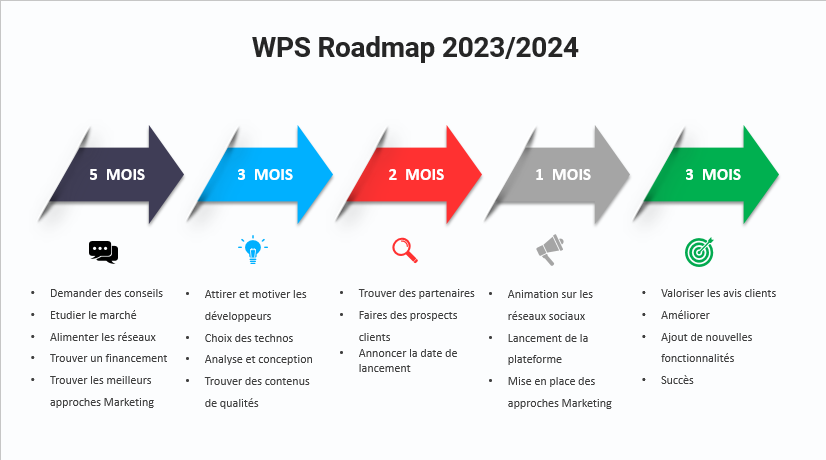 WPS Roadmap 2023/2024
5 MOIS
3 MOIS
2 MOIS
1 MOIS
3 MOIS
• Demander des conseils
• Etudier le marché
• Alimenter les réseaux
• Trouver un financement
• Trouver les meilleurs
approches Marketing
• Attirer et motiver les
développeurs
• Choix des technos
• Analyse et conception
• Trouver des contenus
de qualités
• Trouver des partenaires
• Faires des prospects
clients
• Annoncer la date de
lancement
• Animation sur les
réseaux sociaux
• Lancement de la
plateforme
• Mise en place des
approches Marketing
• Valoriser les avis clients
• Améliorer
• Ajout de nouvelles
fonctionnalités
• Succès